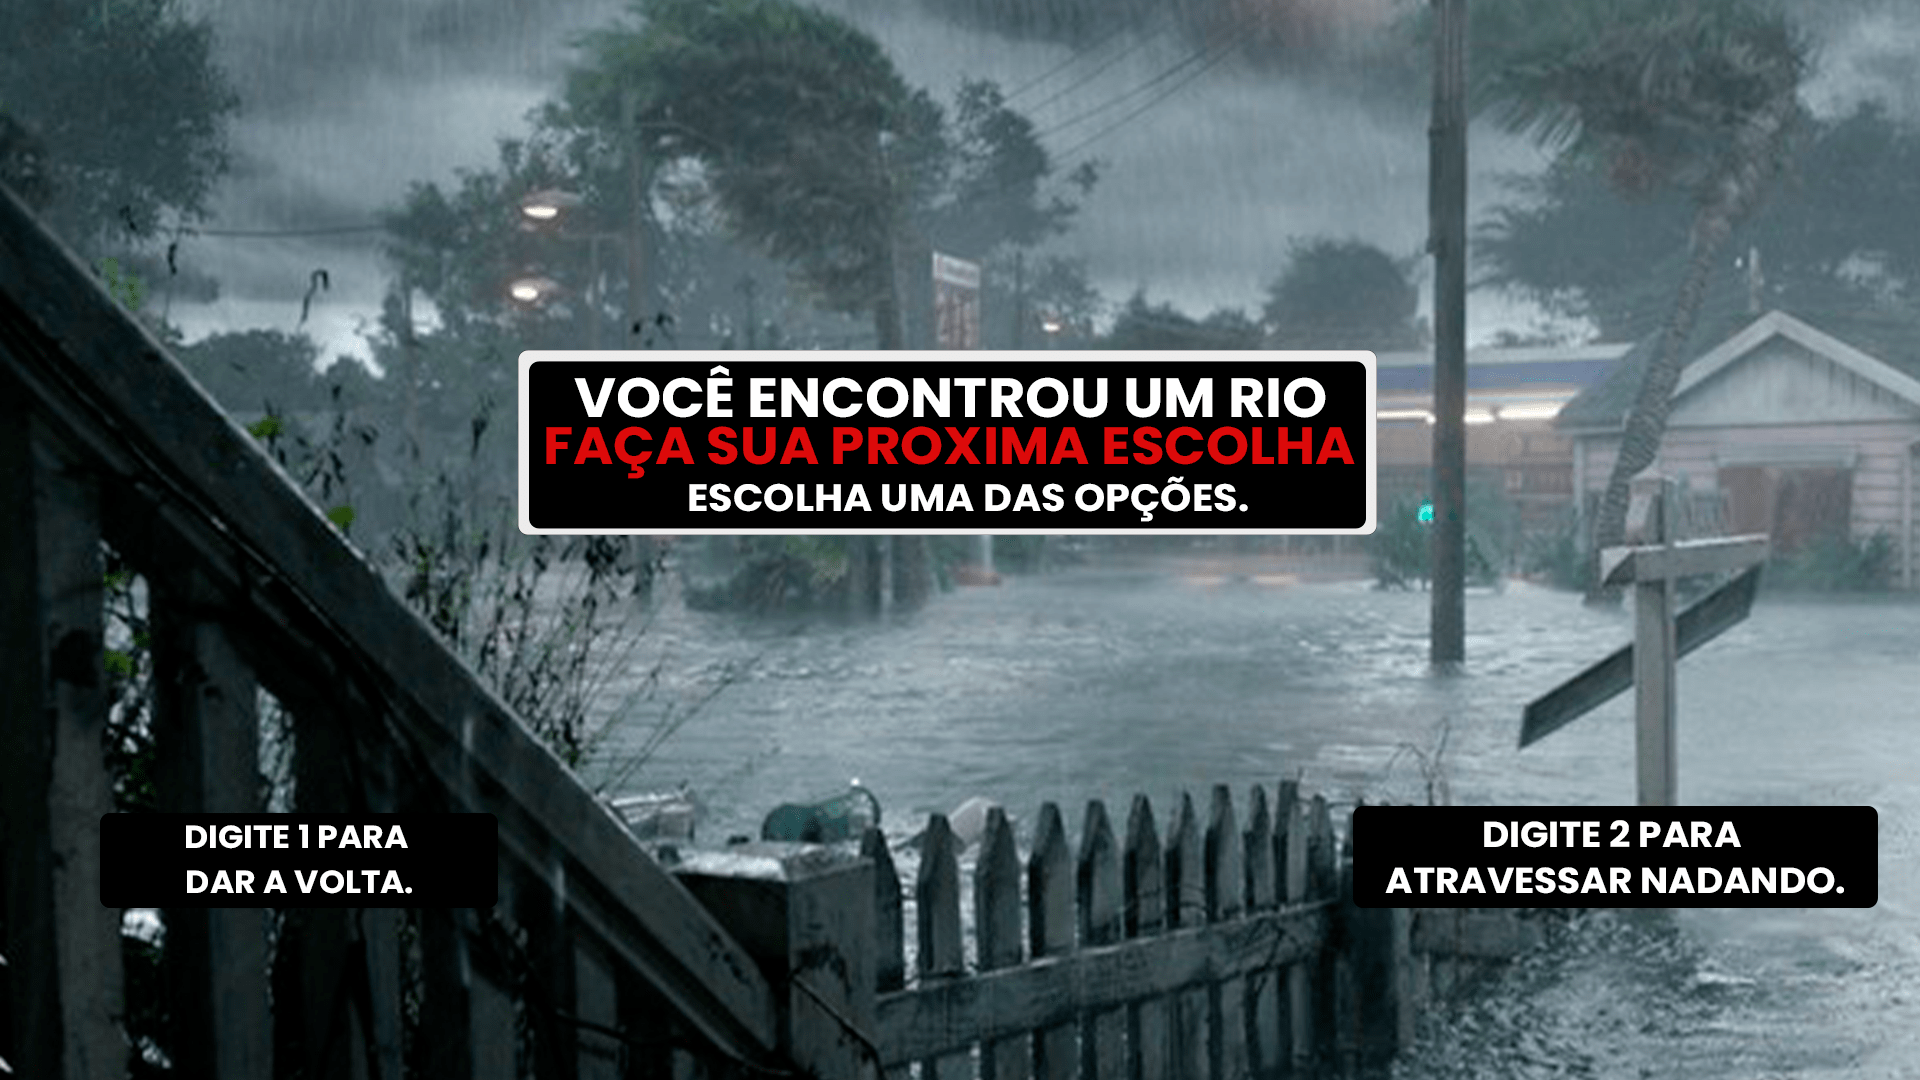 VOCÊ ENCONTROU UM RIO
FAÇA SUA PROXIMA ESCOLHA
ESCOLHA UMA DAS OPÇÕES.
DIGITE 1 PARA
DAR A VOLTA.
DIGITE 2 PARA
ATRAVESSAR NADANDO.